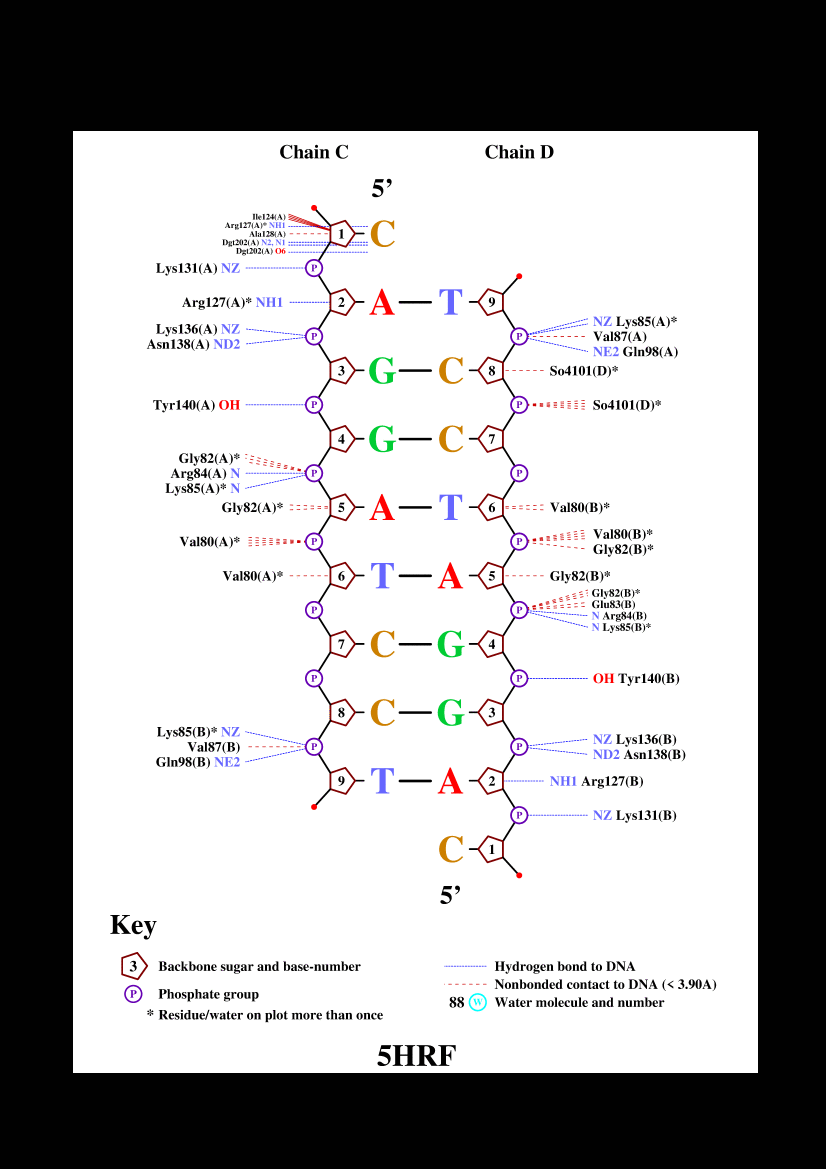 Chain C Chain D
5’
Ile124(A)
Arg127(A)* NH1
1 C
Ala128(A)
Dgt202(A) N2, N1
Dgt202(A) O6
Lys131(A) NZ P
Arg127(A)* NH1 2 A T 9
NZ Lys85(A)*
Lys136(A) NZ P P Val87(A)
Asn138(A) ND2 NE2 Gln98(A)
3 G C 8 So4101(D)*
Tyr140(A) OH P P So4101(D)*
4 G C 7
Gly82(A)*
Arg84(A) N P P
Lys85(A)* N
Gly82(A)* 5 A T 6 Val80(B)*
Val80(A)* P P Val80(B)*
Gly82(B)*
Val80(A)* 6 T A 5 Gly82(B)*
Gly82(B)*
Glu83(B)
P P N Arg84(B)
N Lys85(B)*
7 C G 4
P P OH Tyr140(B)
8 C G 3
Lys85(B)* NZ NZ Lys136(B)
Val87(B) P P ND2 Asn138(B)
Gln98(B) NE2
9 T A 2 NH1 Arg127(B)
P NZ Lys131(B)
C 1
5’
Key
3 Backbone sugar and base-number
P Phosphate group
* Residue/water on plot more than once
Hydrogen bond to DNA
Nonbonded contact to DNA (< 3.90A)
88 W Water molecule and number
5HRF